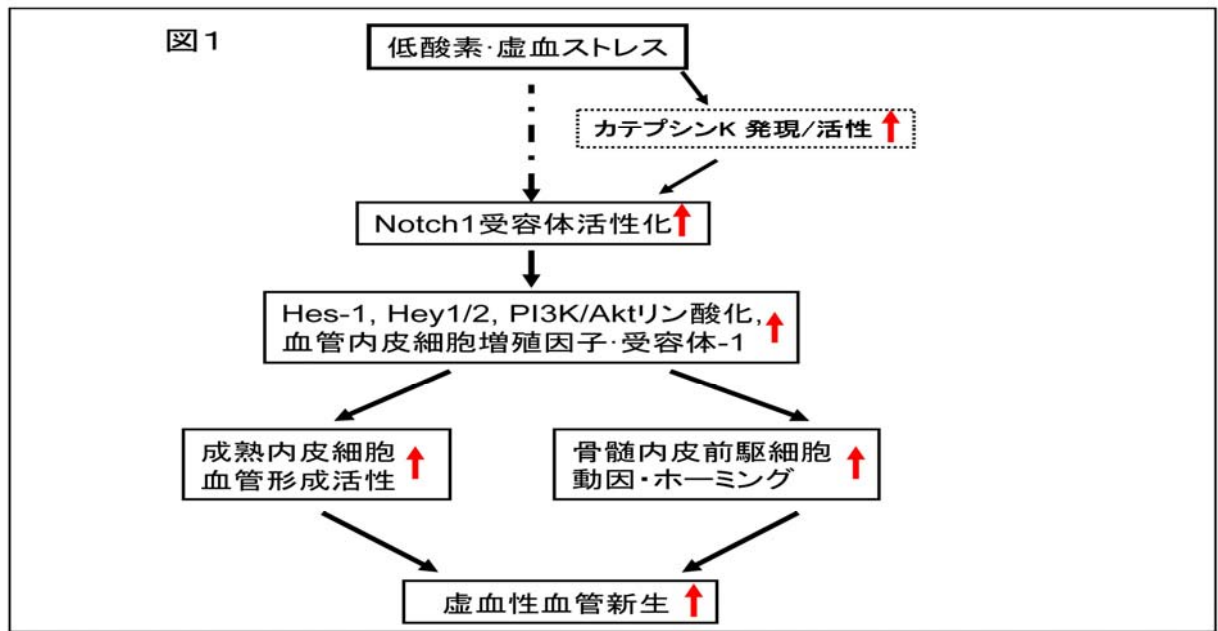 図1
低酸素·虚血ストレス
カテプシンK 発現/活性
Notch1受容体活性化
Hes-1, Hey1/2, PI3K/Aktリン酸化,
血管内皮細胞増殖因子·受容体-1
成熟内皮細胞
血管形成活性
骨髄内皮前駆細胞
動因・ホーミング
虚血性血管新生